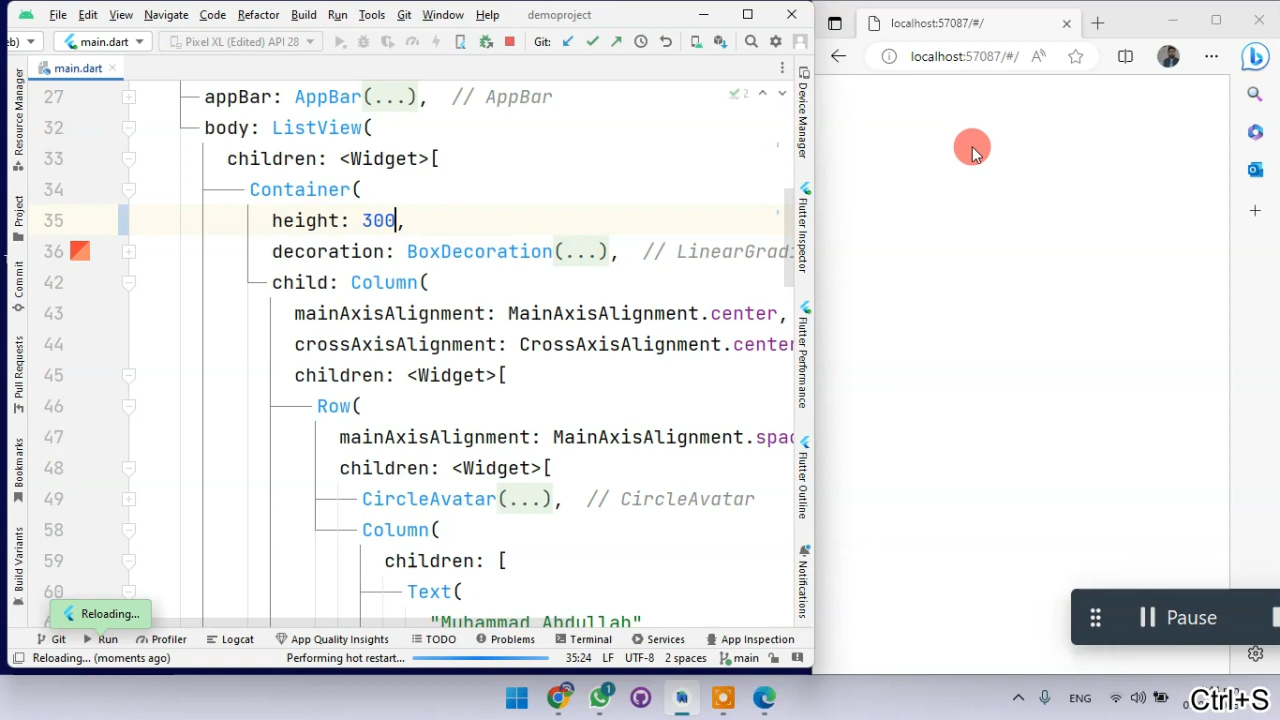 File Edit View Navigate Code Refactor Build Run Tools Git Window Help demoproject
eb) main.dart Pixel XL (Edited) API 28 Git:
main.dart
27 appBar: AppBar(...), // AppBar
32 body: ListView(
33 children: <Widget>[
34 Container(
35 height: 300,
36 decoration: BoxDecoration(...), // LinearGradi
42 child: Column(
43 mainAxisAlignment: MainAxisAlignment.center,
44 crossAxisAlignment: CrossAxisAlignment.center
45 children: <Widget>[
46 Row(
47 mainAxisAlignment: MainAxisAlignment.spac
48 children: <Widget>[
49 CircleAvatar(...), // CircleAvatar
58 Column(
59 children: [
60 Text(
"Muhammad Abdullah"
2
Resource Manager
Project
Commit
Pull Requests
Bookmarks
Build Variants
Device Manager
Flutter Inspector
Flutter Performance
Flutter Outline
Notifications
Reloading...
Git Run Profiler Logcat App Quality Insights TODO Problems Terminal Services App Inspection
Reloading... (moments ago) Performing hot restart... 35:24 LF UTF-8 2 spaces main
localhost:57087/#/
localhost:57087/#/
Pause
1
ENG
Ctrl+S